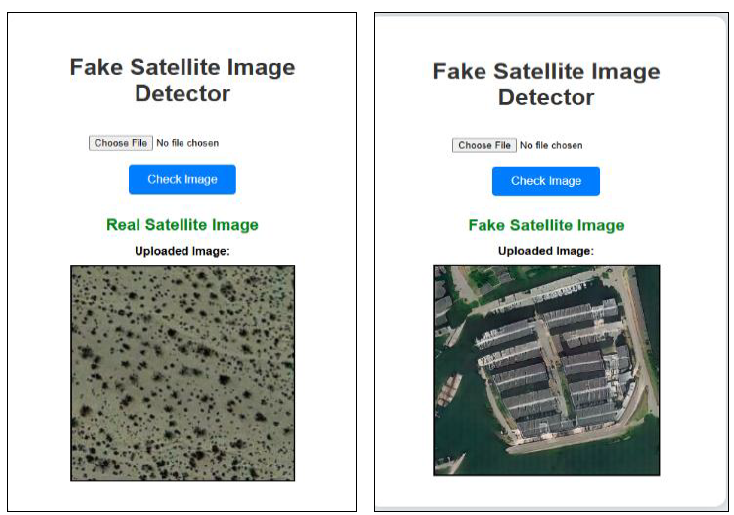 Fake Satellite Image
Detector
Choose File No file chosen
Check Image
Real Satellite Image
Uploaded Image:
Fake Satellite Image
Detector
Choose File No file chosen
Check Image
Fake Satellite Image
Uploaded Image: